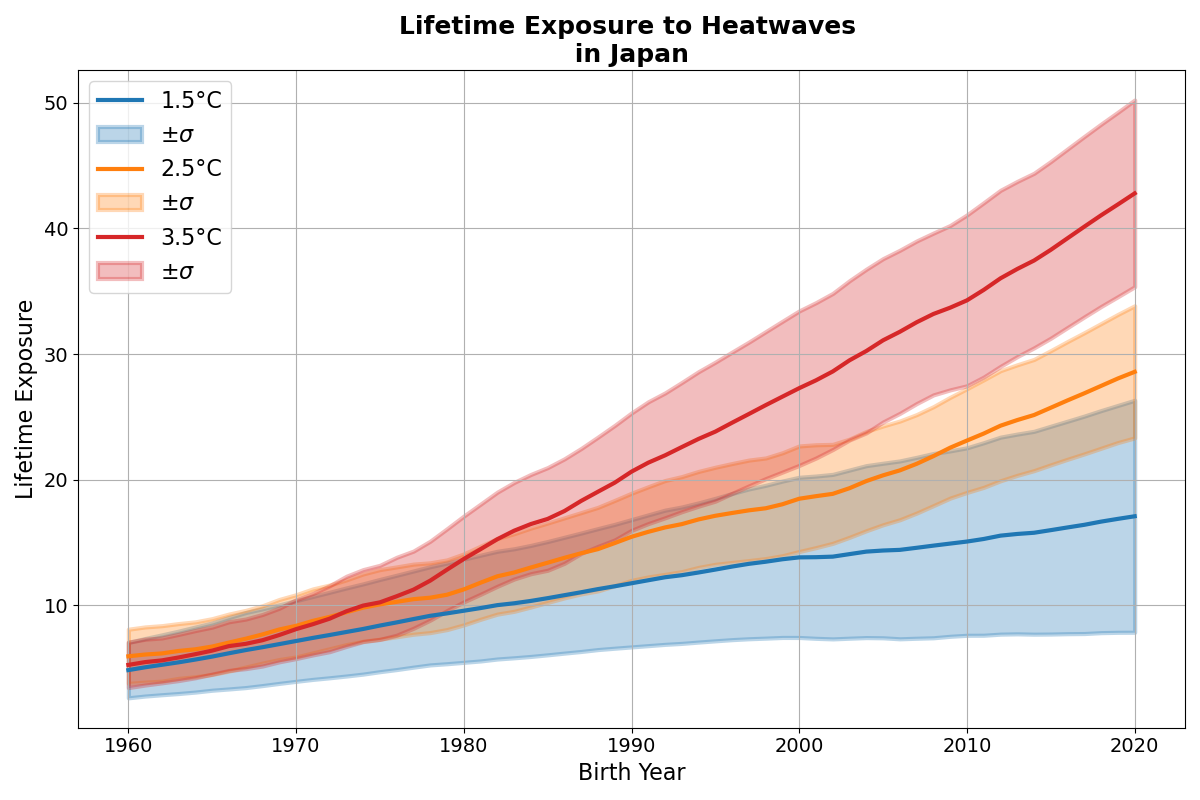 Lifetime Exposure to Heatwaves
in Japan
1.5°C
±σ
2.5°C
±σ
3.5°C
±σ
Lifetime Exposure
50
40
30
20
10
1960 1970 1980 1990 2000 2010 2020
Birth Year